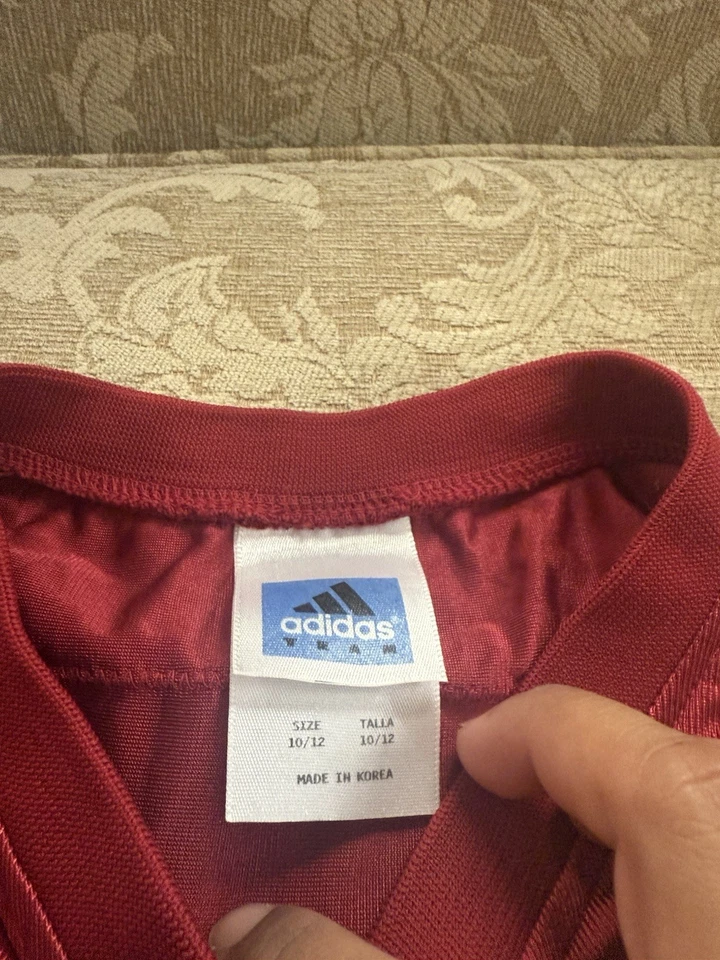 adidas®
TEAM
SIZE TALLA
10/12 10/12
MADE IN KOREA